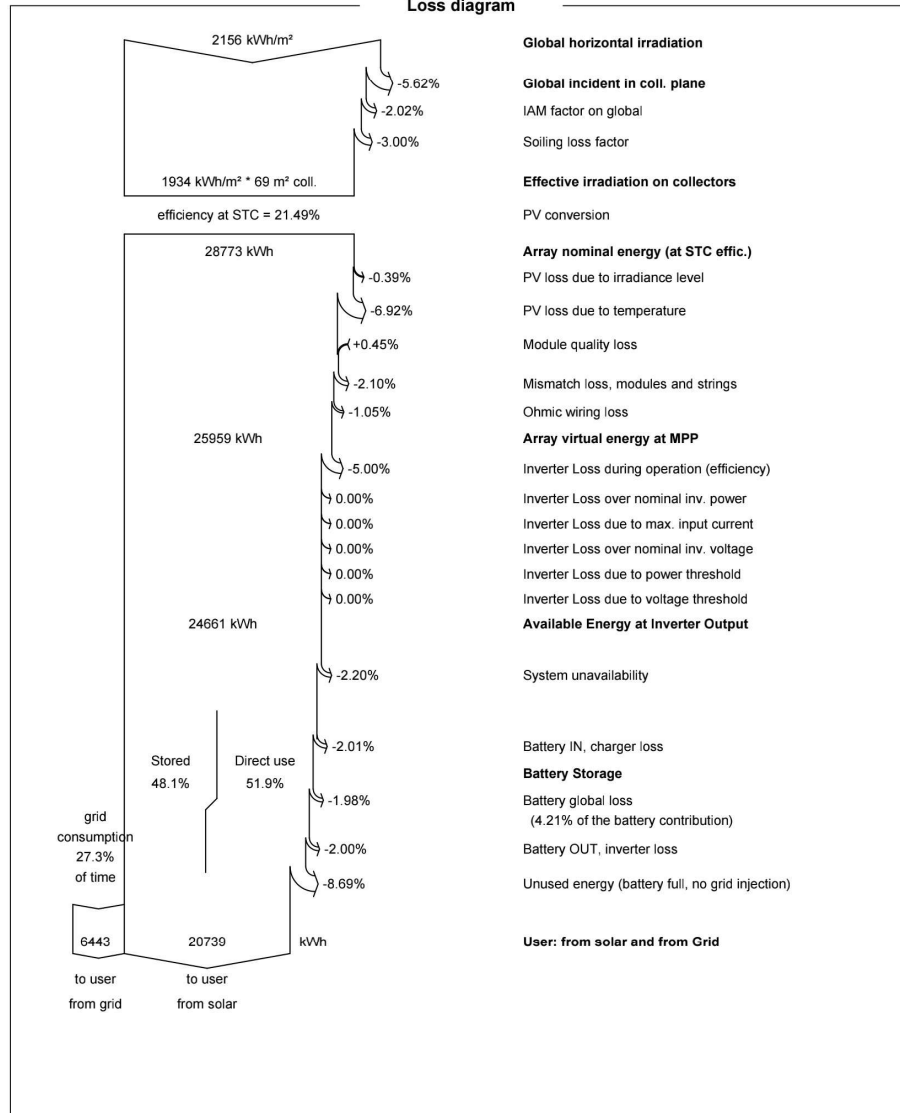 Loss diagram
2156 kWh/m² Global horizontal irradiation
-5.62% Global incident in coll. plane
-2.02% IAM factor on global
-3.00% Soiling loss factor
1934 kWh/m² * 69 m² coll. Effective irradiation on collectors
efficiency at STC = 21.49% PV conversion
28773 kWh Array nominal energy (at STC effic.)
-0.39% PV loss due to irradiance level
-6.92% PV loss due to temperature
+0.45% Module quality loss
-2.10% Mismatch loss, modules and strings
-1.05% Ohmic wiring loss
25959 kWh Array virtual energy at MPP
-5.00% Inverter Loss during operation (efficiency)
0.00% Inverter Loss over nominal inv. power
0.00% Inverter Loss due to max. input current
0.00% Inverter Loss over nominal inv. voltage
0.00% Inverter Loss due to power threshold
0.00% Inverter Loss due to voltage threshold
24661 kWh Available Energy at Inverter Output
-2.20% System unavailability
-2.01% Battery IN, charger loss
Stored Direct use
Battery Storage
48.1% 51.9%
-1.98% Battery global loss
(4.21% of the battery contribution)
grid
consumption
27.3%
of time
-2.00% Battery OUT, inverter loss
-8.69% Unused energy (battery full, no grid injection)
6443 20739 kWh User: from solar and from Grid
to user to user
from grid from solar